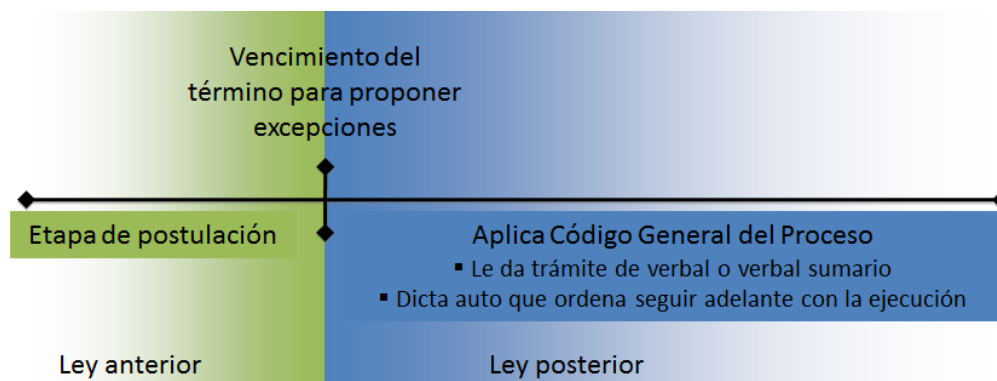 Vencimiento del
término para proponer
excepciones
Etapa de postulación
Aplica Código General del Proceso
▪ Le da trámite de verbal o verbal sumario
▪ Dicta auto que ordena seguir adelante con la ejecución
Ley anterior
Ley posterior